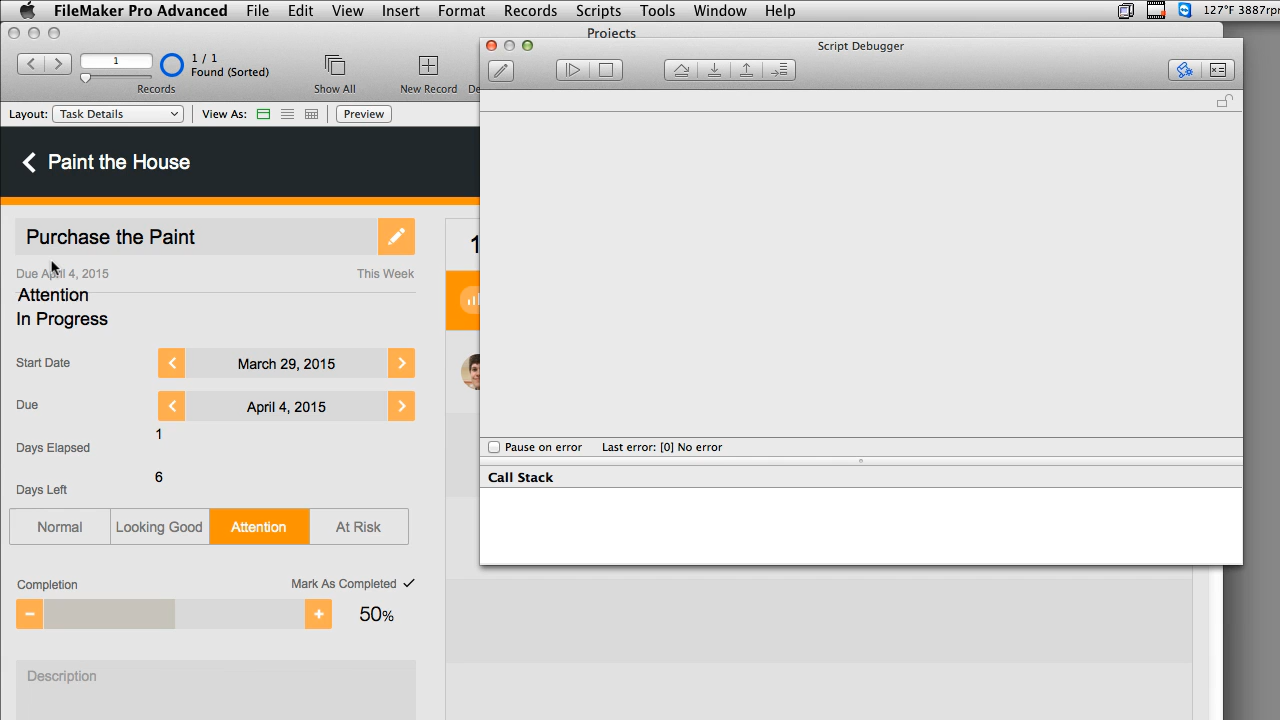 FileMaker Pro Advanced File Edit View Insert Format Records Scripts Tools Window Help 127°F 3887rpm
Projects
Script Debugger
1
1 / 1
Found (Sorted)
Records
Show All
New Record
Layout: Task Details View As: Preview
Paint the House
Purchase the Paint
Due April 4, 2015 This Week
Attention
In Progress
Start Date March 29, 2015
Due April 4, 2015
1
Days Elapsed
6
Days Left
Normal Looking Good Attention At Risk
Completion Mark As Completed
50%
Description
1
Pause on error Last error: [0] No error
Call Stack